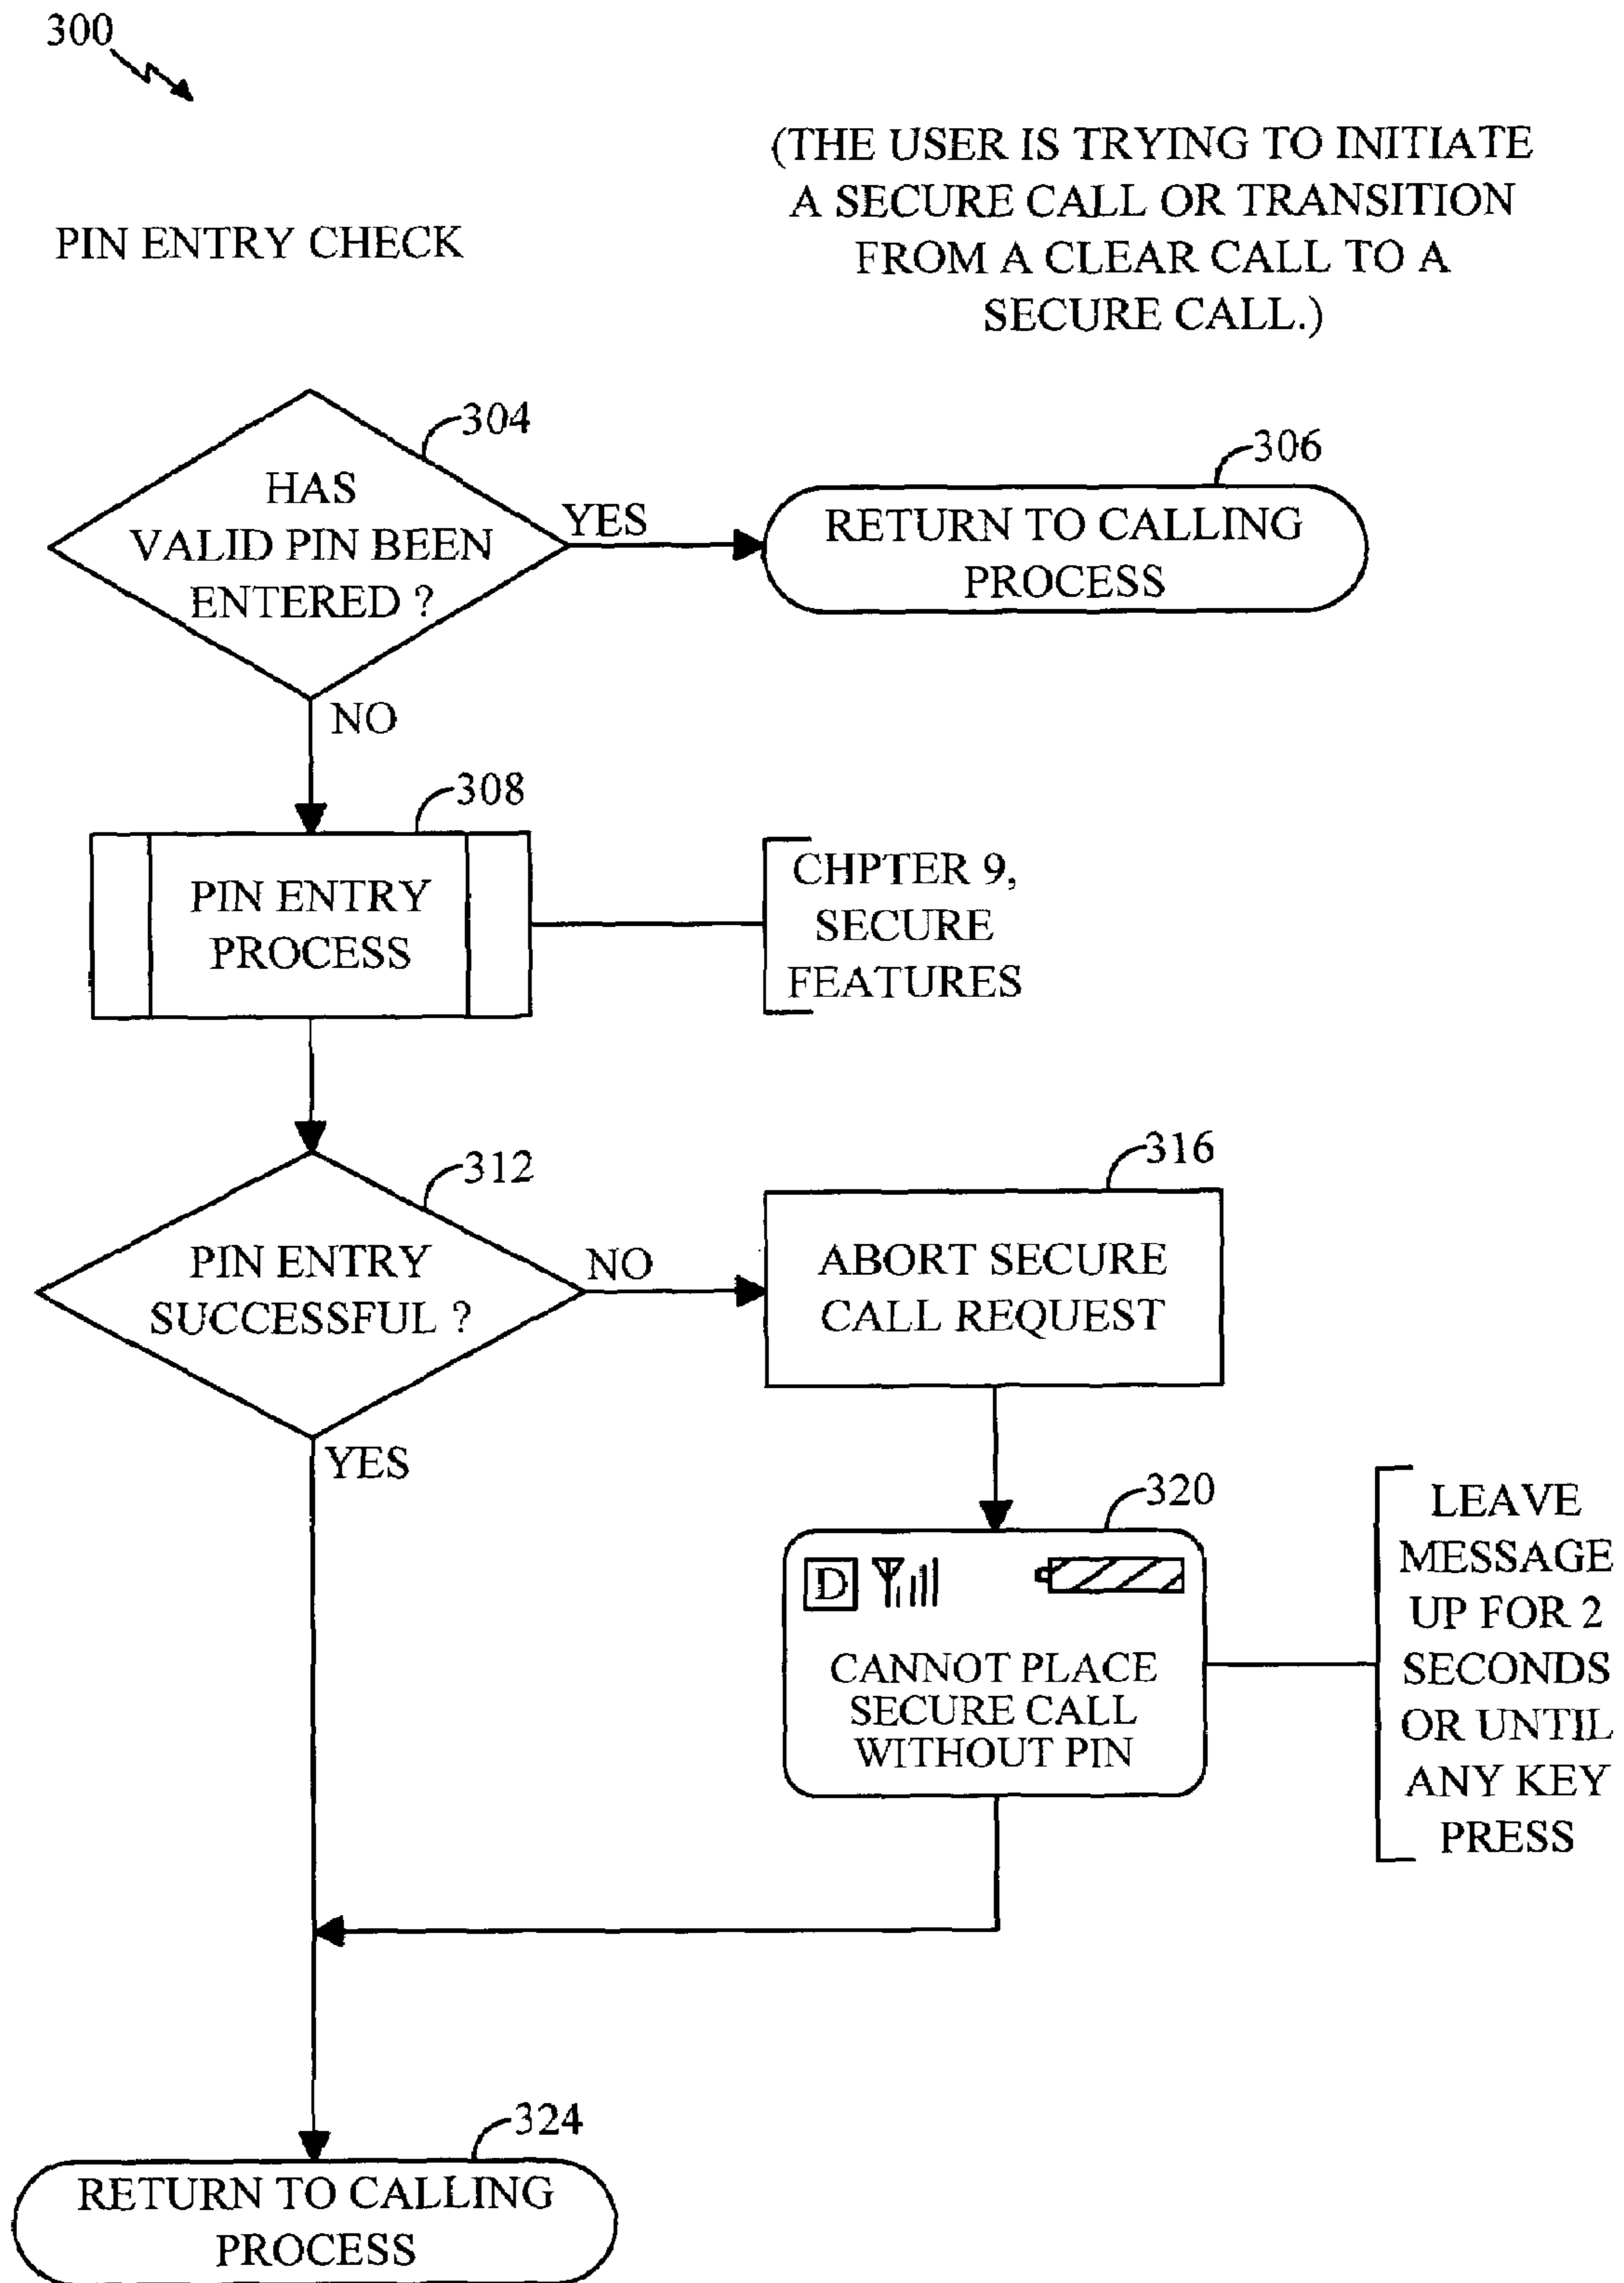 300
PIN ENTRY CHECK
(THE USER IS TRYING TO INITIATE
A SECURE CALL OR TRANSITION
FROM A CLEAR CALL TO A
SECURE CALL.)
304
HAS
VALID PIN BEEN
ENTERED ?
YES
306
RETURN TO CALLING
PROCESS
NO
308
PIN ENTRY
PROCESS
CHPTER 9,
SECURE
FEATURES
312
PIN ENTRY
SUCCESSFUL ?
NO
316
ABORT SECURE
CALL REQUEST
YES
320
D
CANNOT PLACE
SECURE CALL
WITHOUT PIN
LEAVE
MESSAGE
UP FOR 2
SECONDS
OR UNTIL
ANY KEY
PRESS
324
RETURN TO CALLING
PROCESS